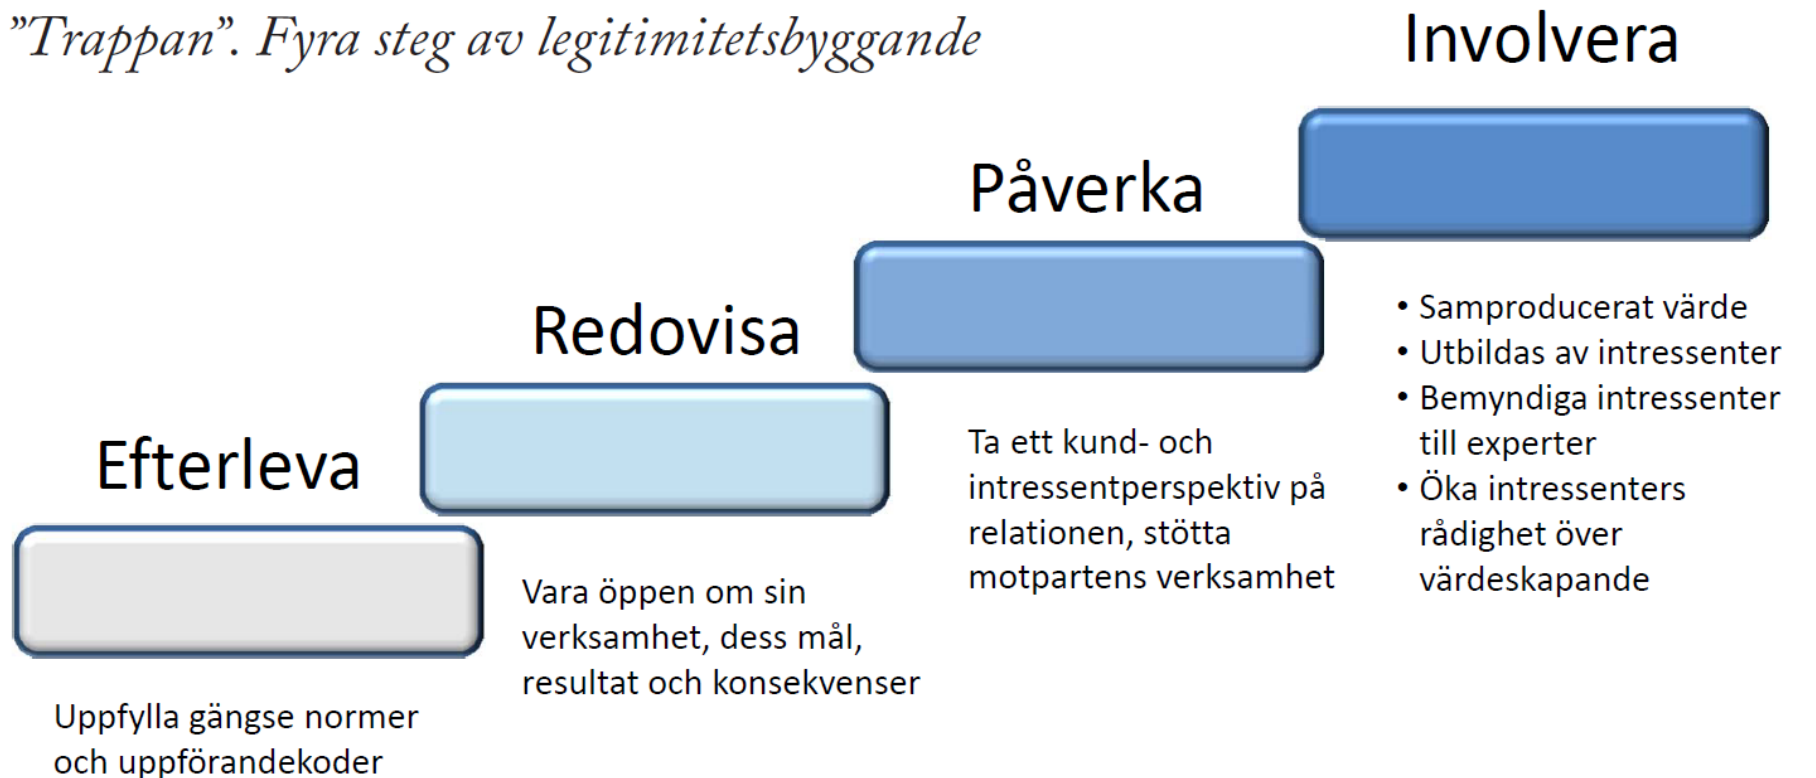 ”Trappan”. Fyra steg av legitimitetsbyggande
Involvera
Påverka
Redovisa
Efterleva
• Samproducerat värde
• Utbildas av intressenter
• Bemyndiga intressenter
till experter
• Öka intressenters
rådighet över
värdeskapande
Ta ett kund- och
intressentperspektiv på
relationen, stötta
motpartens verksamhet
Vara öppen om sin
verksamhet, dess mål,
resultat och konsekvenser
Uppfylla gängse normer
och uppförandekoder